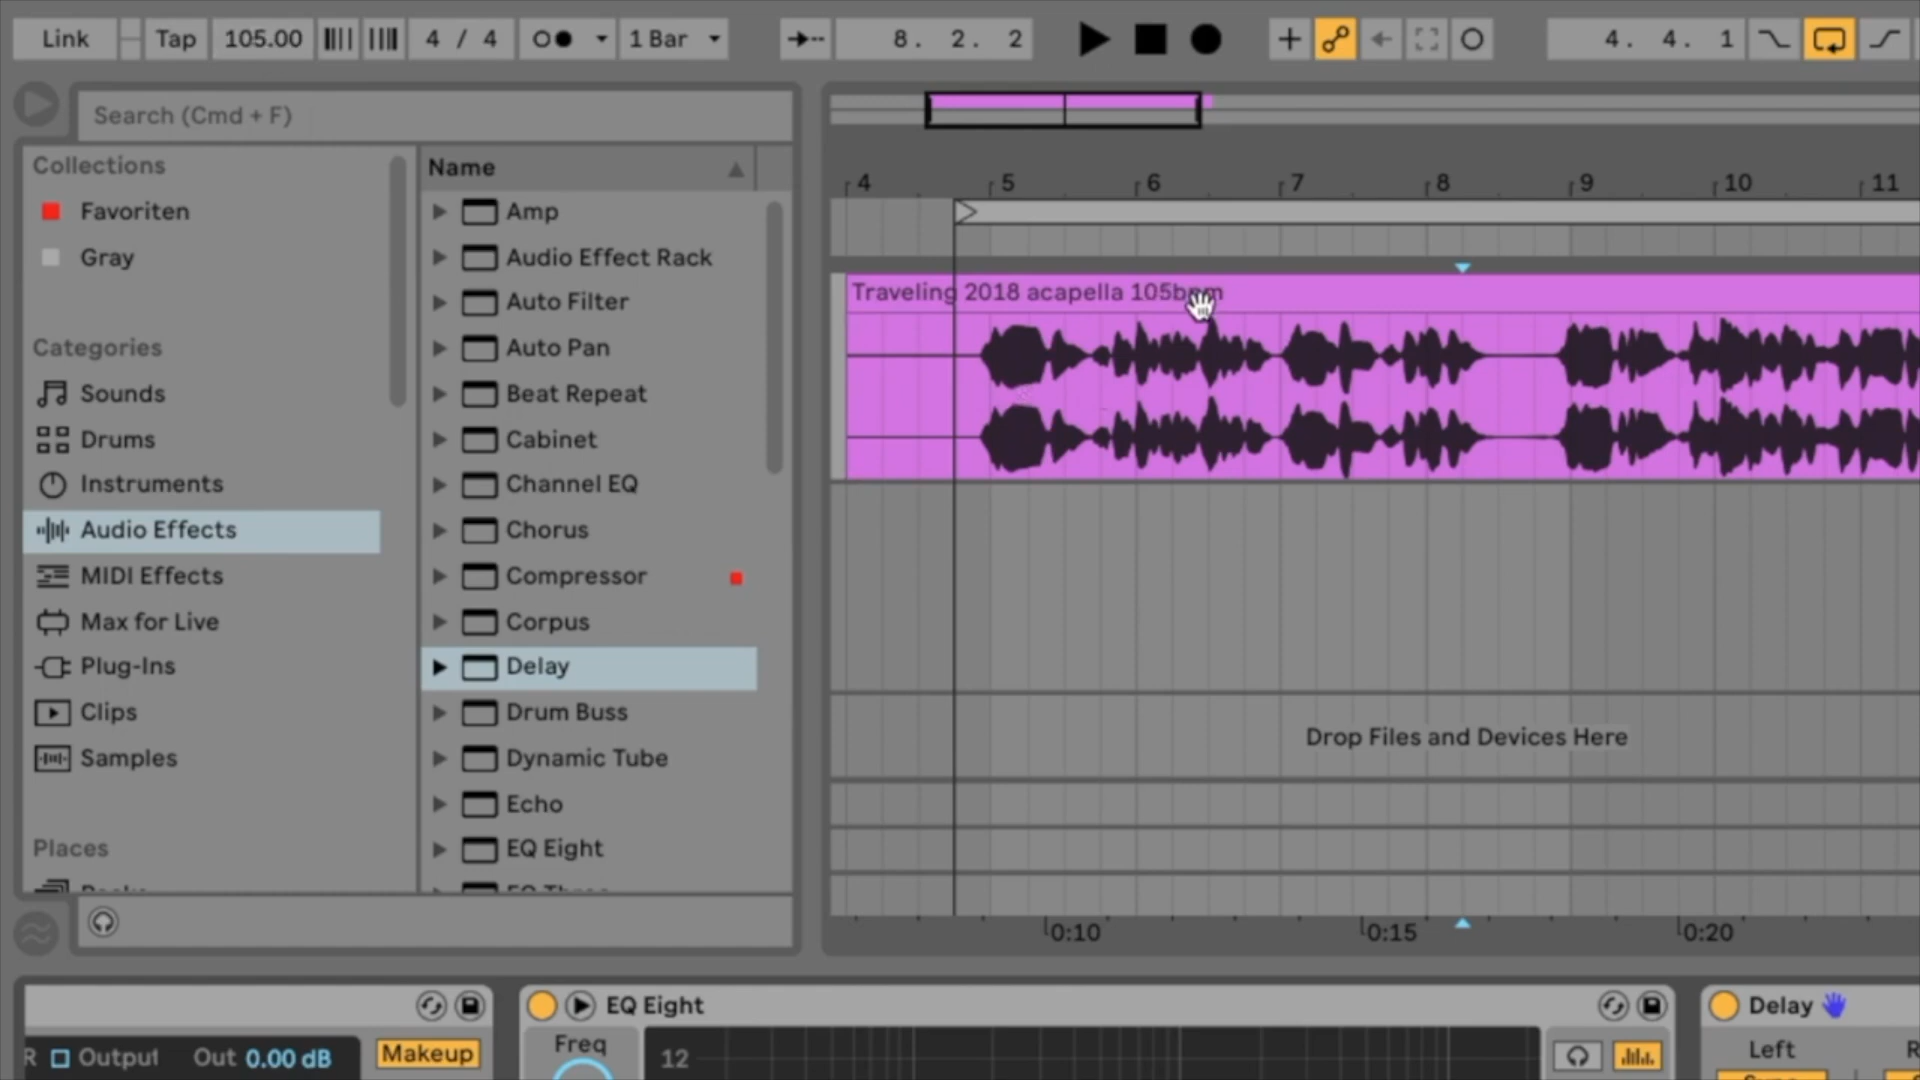 Link Tap 105.00 4 / 4 1 Bar 8. 2. 2 4. 4. 1
Search (Cmd + F)
Collections
Favoriten
Gray
Categories
Sounds
Drums
Instruments
Audio Effects
MIDI Effects
Max for Live
Plug-Ins
Clips
Samples
Places
Name
Amp
Audio Effect Rack
Auto Filter
Auto Pan
Beat Repeat
Cabinet
Channel EQ
Chorus
Compressor
Corpus
Delay
Drum Buss
Dynamic Tube
Echo
EQ Eight
4 5 6 7 8 9 10 11
Traveling 2018 acapella 105bpm
Drop Files and Devices Here
0:10 0:15 0:20
R Output Out 0.00 dB Makeup
EQ Eight
Freq
12
Delay
Left